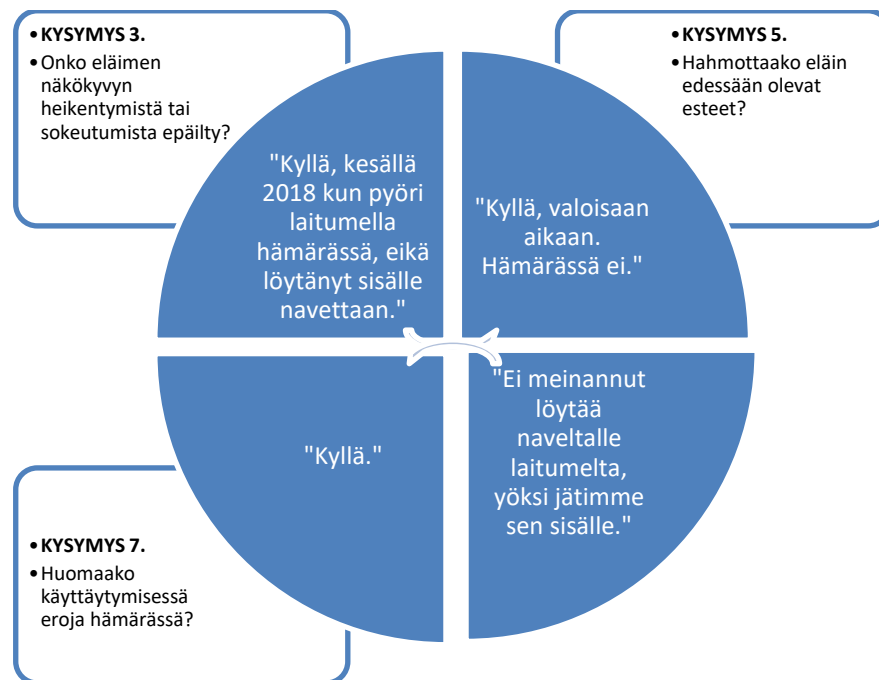 •KYSYMYS 3.
•Onko eläimen
näkökyvyn
heikentymistä tai
sokeutumista epäilty?
"Kyllä, kesällä
2018 kun pyöri
laitumella
hämärässä, eikä
löytänyt sisälle
navettaan."
•KYSYMYS 5.
•Hahmottaako eläin
edessään olevat
esteet?
"Kyllä, valoisaan
aikaan.
Hämärässä ei."
•KYSYMYS 7.
•Huomaako
käyttäytymisessä
eroja hämärässä?
"Kyllä."
"Ei meinannut
löytää
naveltalle
laitumelta,
yöksi jätimme
sen sisälle."